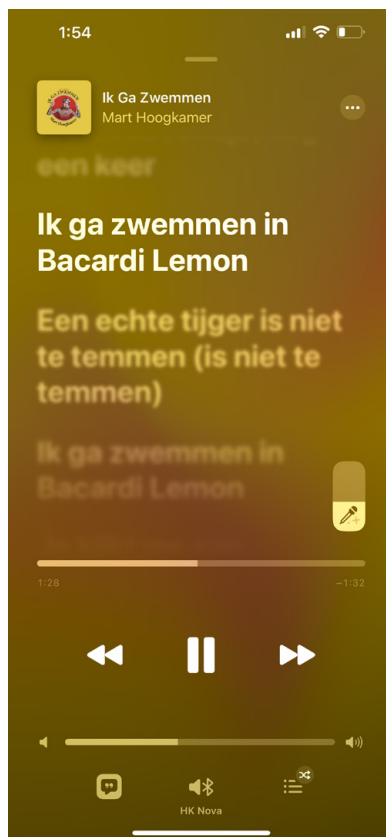 1:54
Ik Ga Zwemmen
Mart Hoogkamer
een keer
Ik ga zwemmen in
Bacardi Lemon
Een echte tijger is niet
te temmen (is niet te
temmen)
Ik ga zwemmen in
Bacardi Lemon
1:28
−1:32
HK Nova